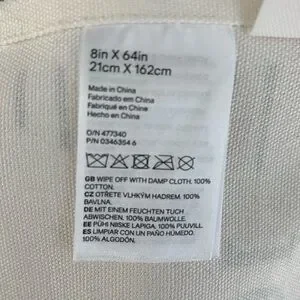 8in X 64in
21cm X 162cm
Made in China
Fabricado em China
Fabriqué en Chine
Hecho en China
O/N 477340
P/N 0346354 6
GB WIPE OFF WITH DAMP CLOTH. 100%
COTTON.
CZ OTŘETE VLHKÝM HADREM. 100%
BAVLNA.
DE MIT EINEM FEUCHTEN TUCH
ABWISCHEN. 100% BAUMWOLLE.
EE PÜHI NIISKE LAPIGA. 100% PUUVILL.
ES LIMPIAR CON UN PAÑO HÚMEDO.
100% ALGODÓN.